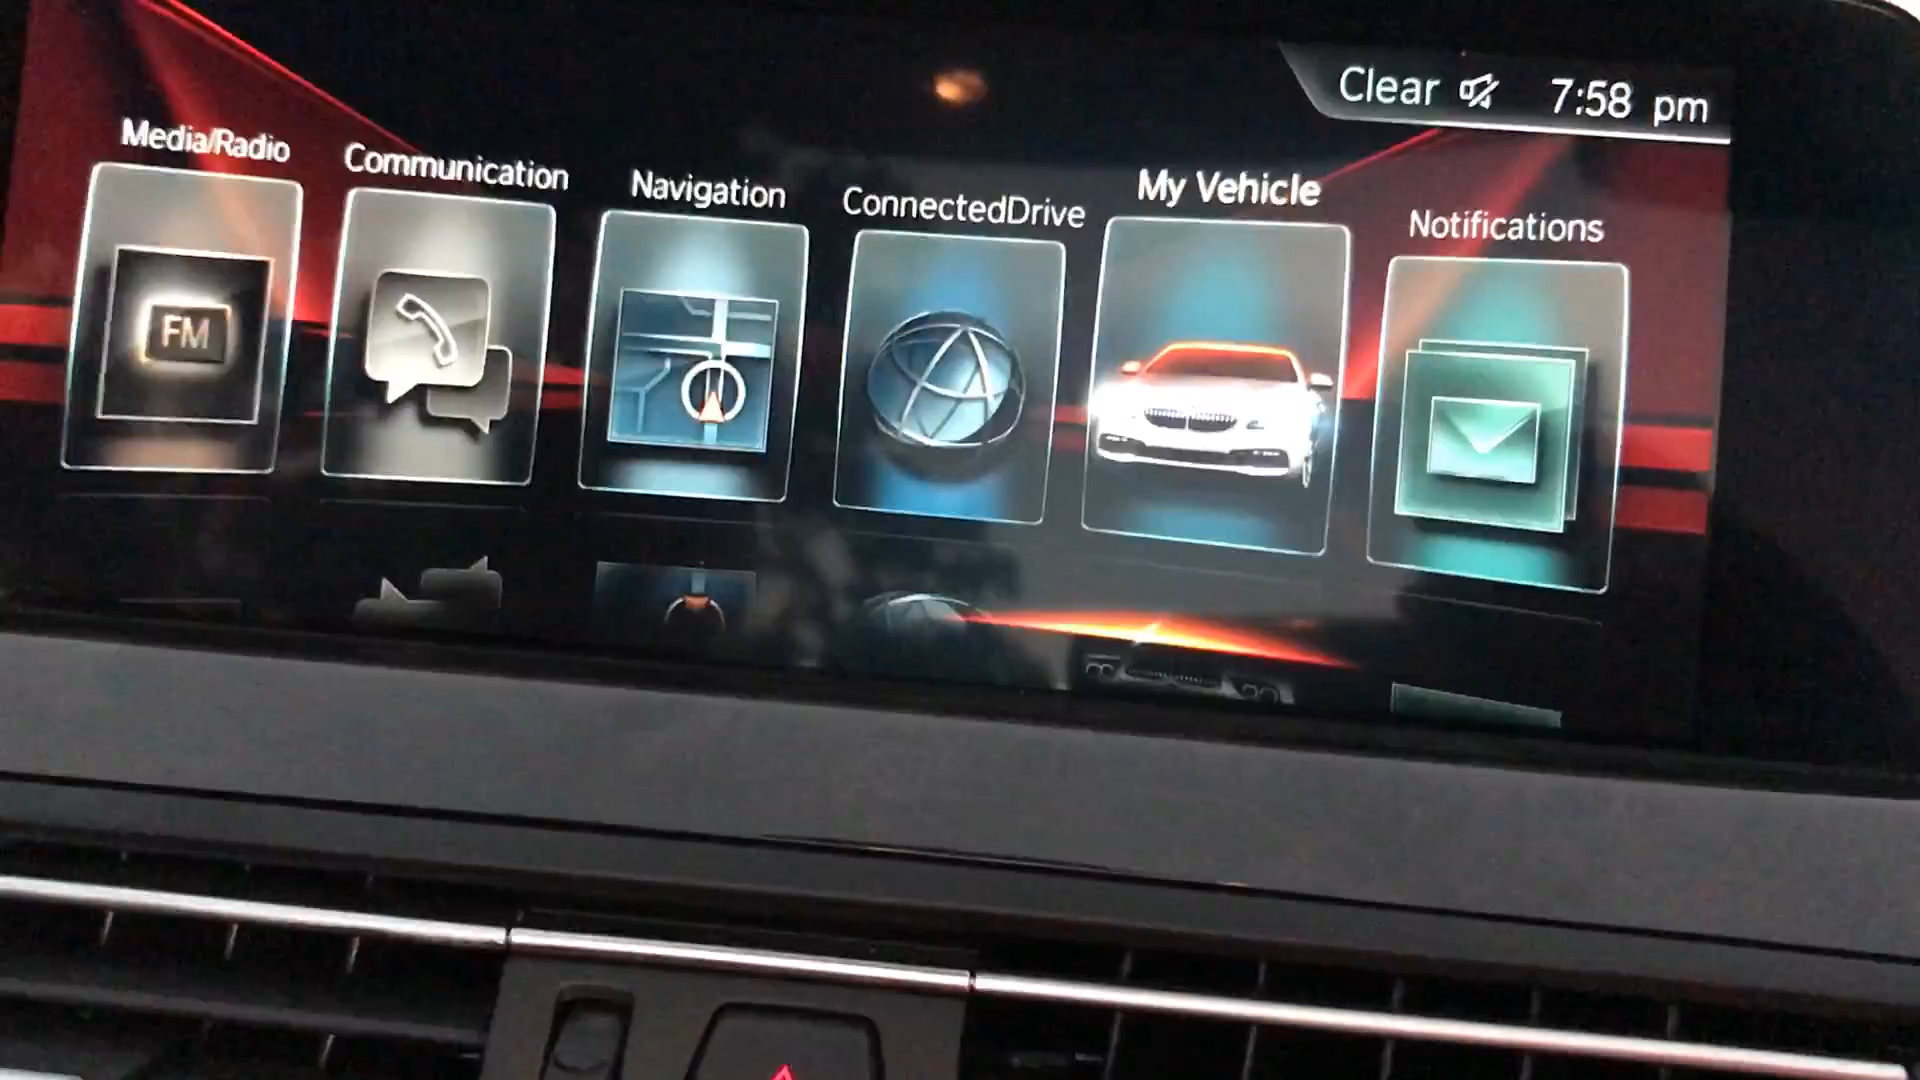 Clear 7:58 pm
Media/Radio
Communication
Navigation
ConnectedDrive
My Vehicle
Notifications
FM